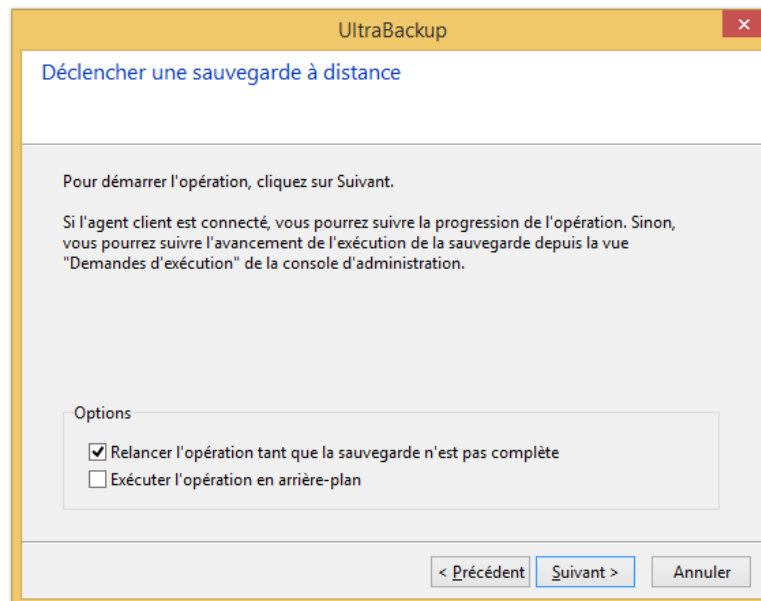 UltraBackup
Déclencher une sauvegarde à distance
Pour démarrer l'opération, cliquez sur Suivant.
Si l'agent client est connecté, vous pourrez suivre la progression de l'opération. Sinon,
vous pourrez suivre l'avancement de l'exécution de la sauvegarde depuis la vue
"Demandes d'exécution" de la console d'administration.
Options
Relancer l'opération tant que la sauvegarde n'est pas complète
Exécuter l'opération en arrière-plan
< Précédent Suivant > Annuler